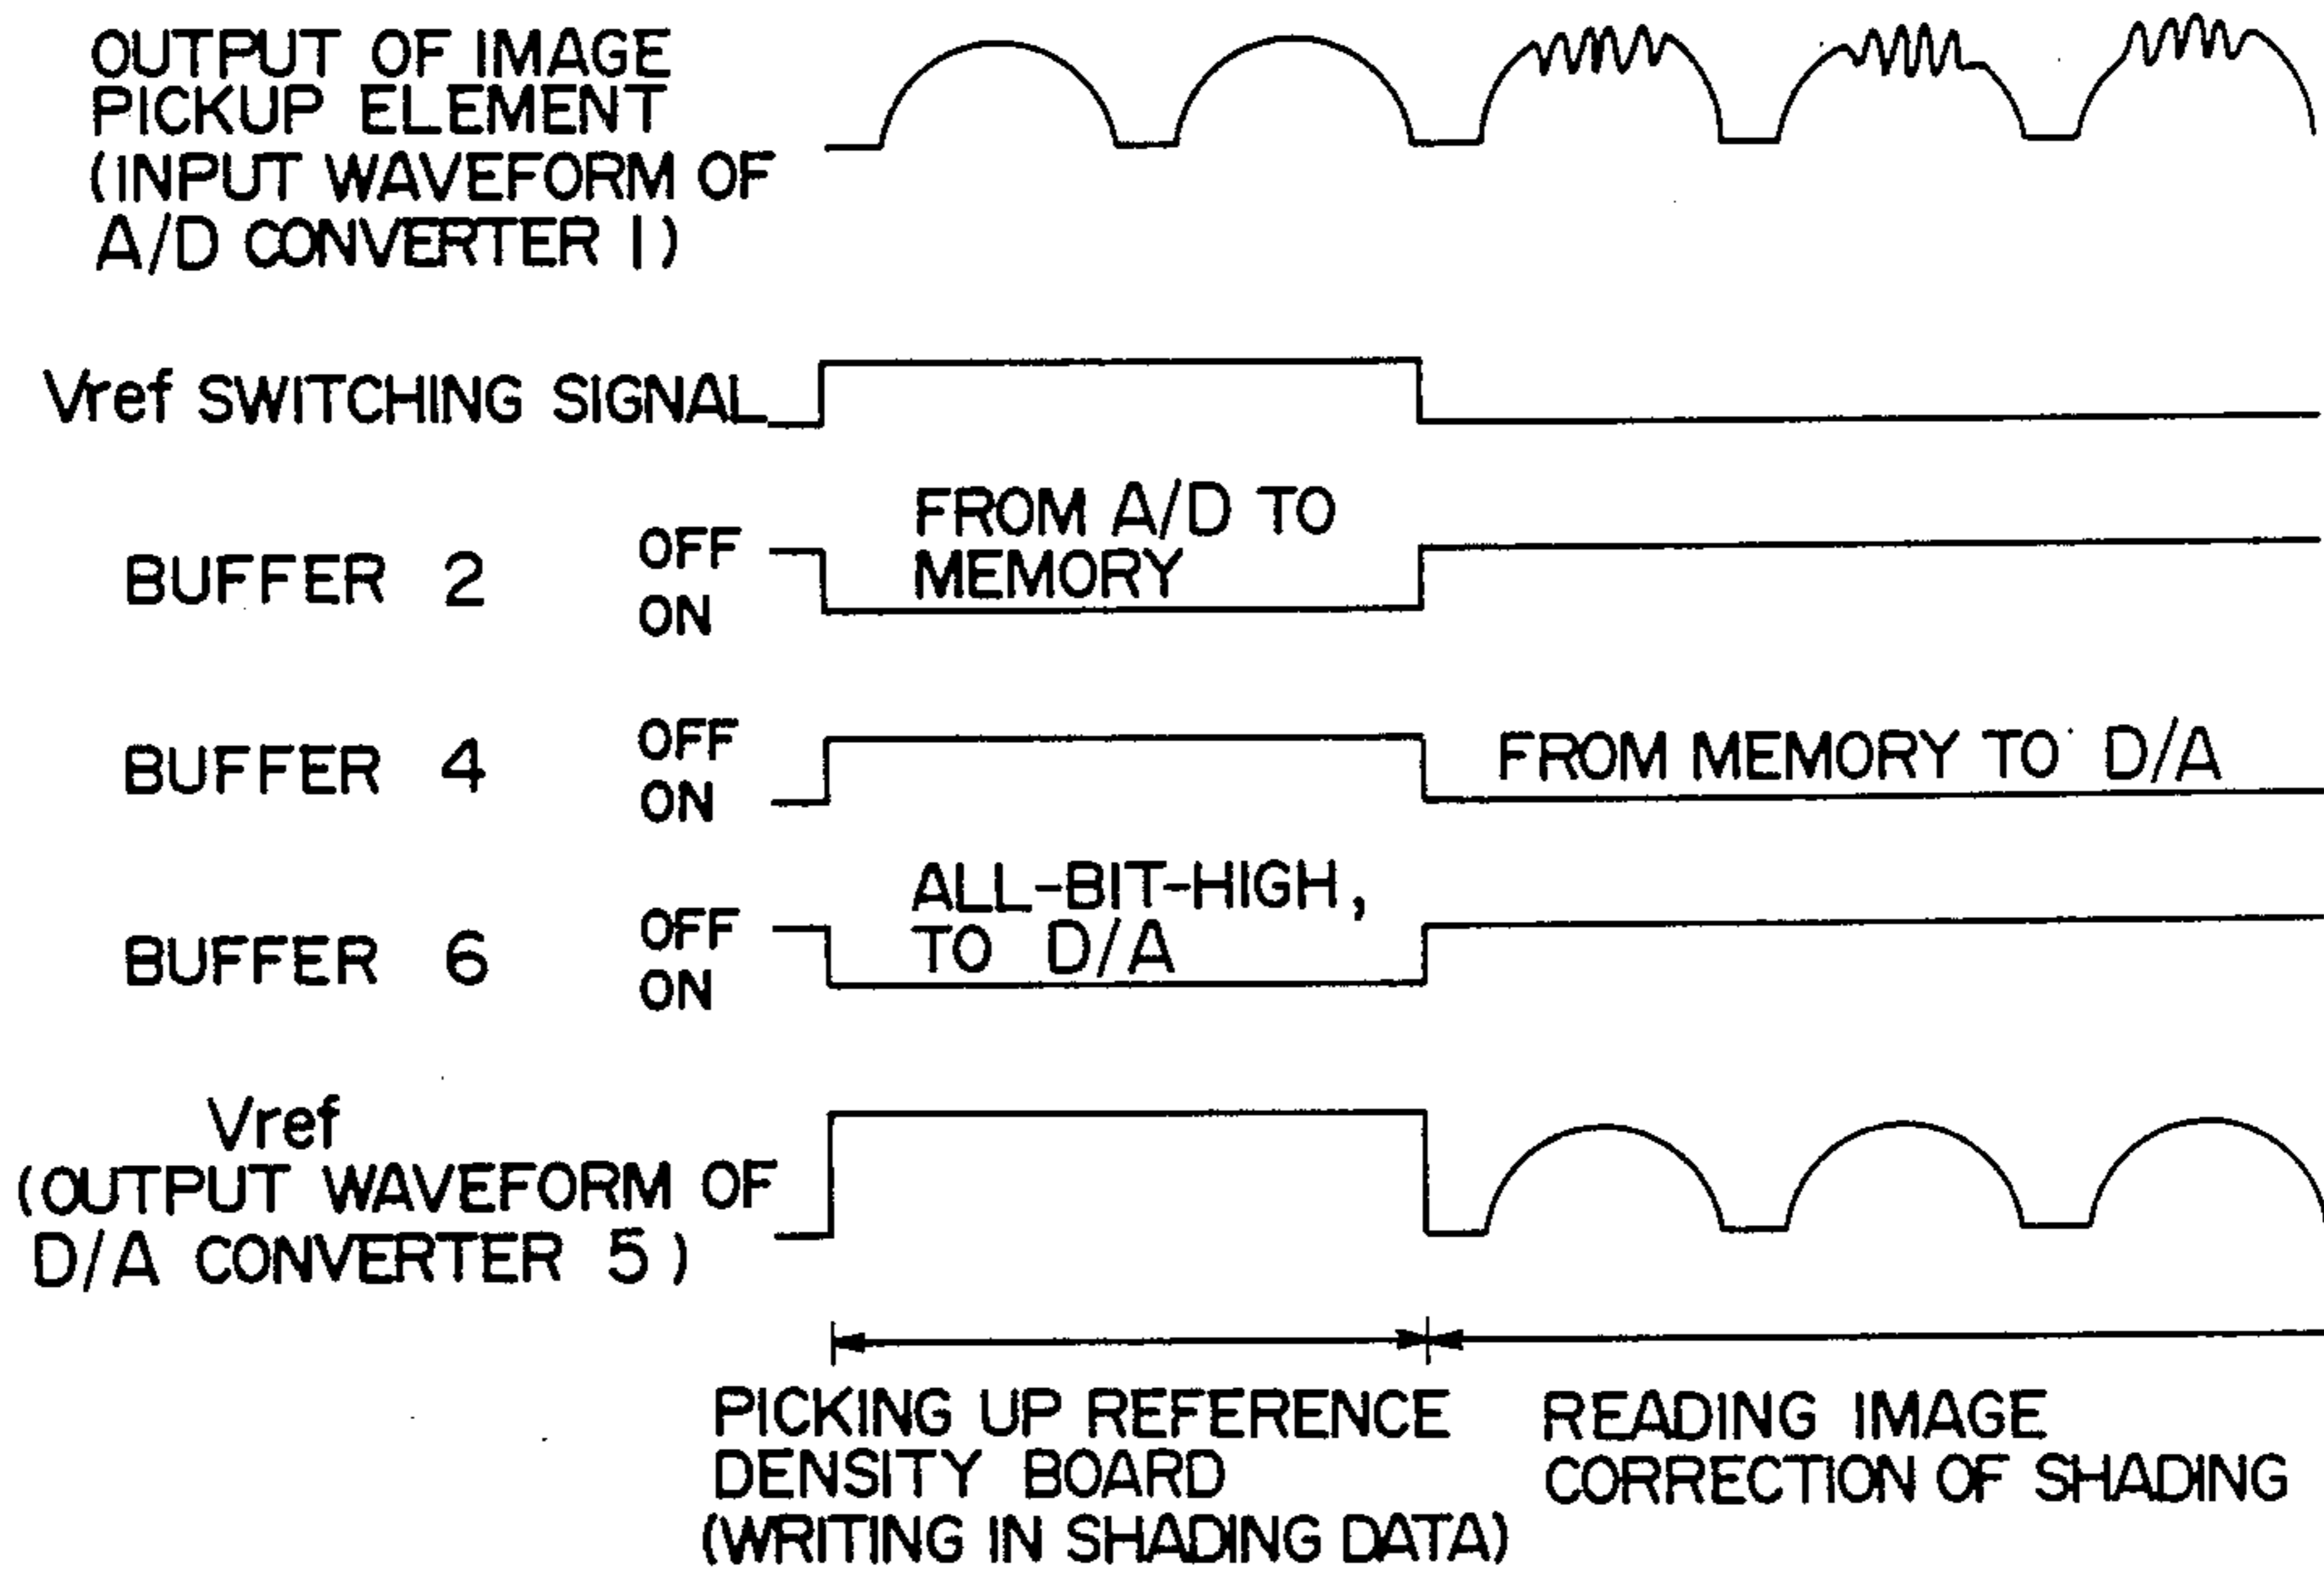 OUTPUT OF IMAGE
PICKUP ELEMENT
(INPUT WAVEFORM OF
A/D CONVERTER 1)
Vref SWITCHING SIGNAL
FROM A/D TO
MEMORY
BUFFER 2
OFF
ON
BUFFER 4
OFF
ON
FROM MEMORY TO D/A
ALL-BIT-HIGH,
TO D/A
BUFFER 6
OFF
ON
Vref
(OUTPUT WAVEFORM OF
D/A CONVERTER 5)
PICKING UP REFERENCE
DENSITY BOARD
(WRITING IN SHADING DATA)
READING IMAGE
CORRECTION OF SHADING